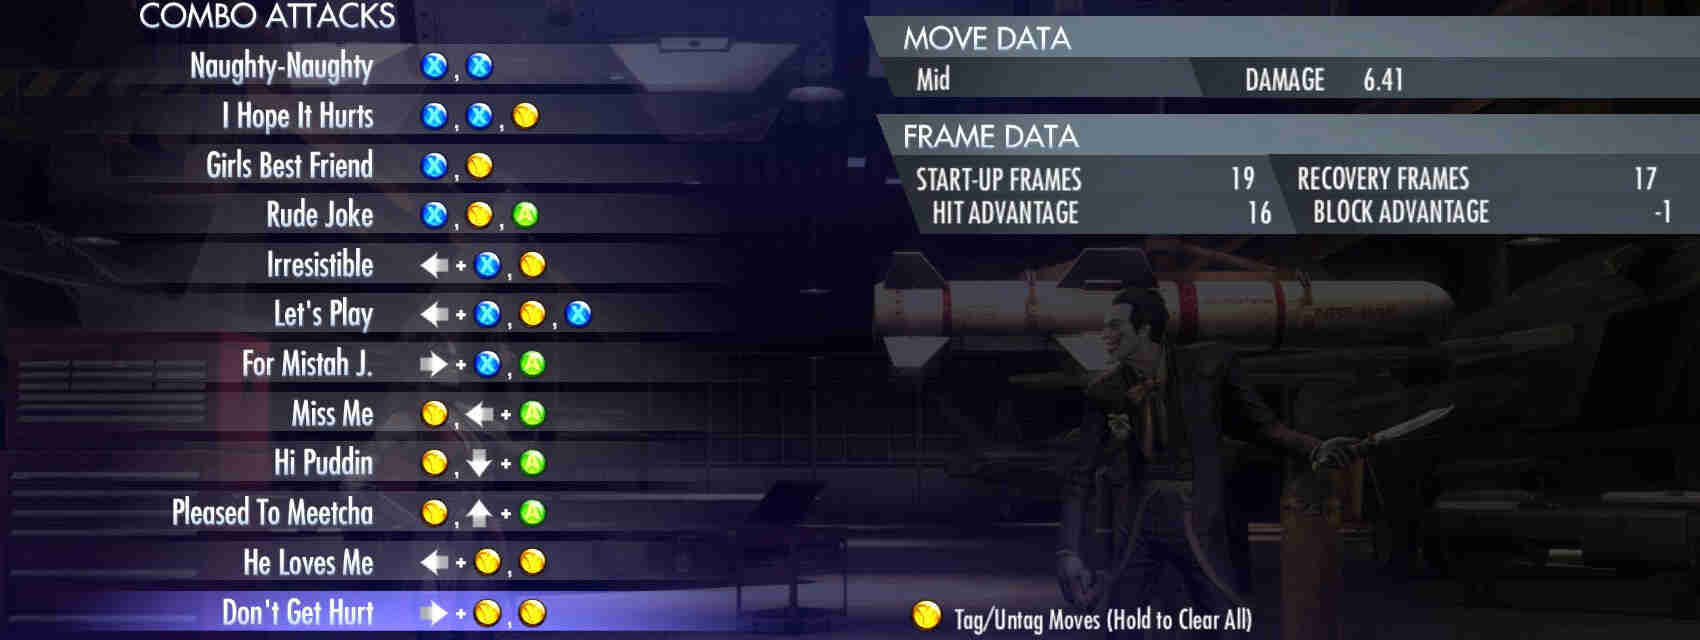 COMBO ATTACKS
Naughty-Naughty X, X
I Hope It Hurts X, X, Y
Girls Best Friend X, Y
Rude Joke X, Y, A
Irresistible ← + X, Y
Let's Play ← + X, Y, X
For Mistah J. → + X, A
Miss Me Y, ← + A
Hi Puddin Y, ↓ + A
Pleased To Meetcha Y, ↑ + A
He Loves Me ← + Y, Y
Don't Get Hurt → + Y, Y
MOVE DATA
Mid DAMAGE 6.41
FRAME DATA
START-UP FRAMES 19 RECOVERY FRAMES 17
HIT ADVANTAGE 16 BLOCK ADVANTAGE -1
Y Tag/Untag Moves (Hold to Clear All)